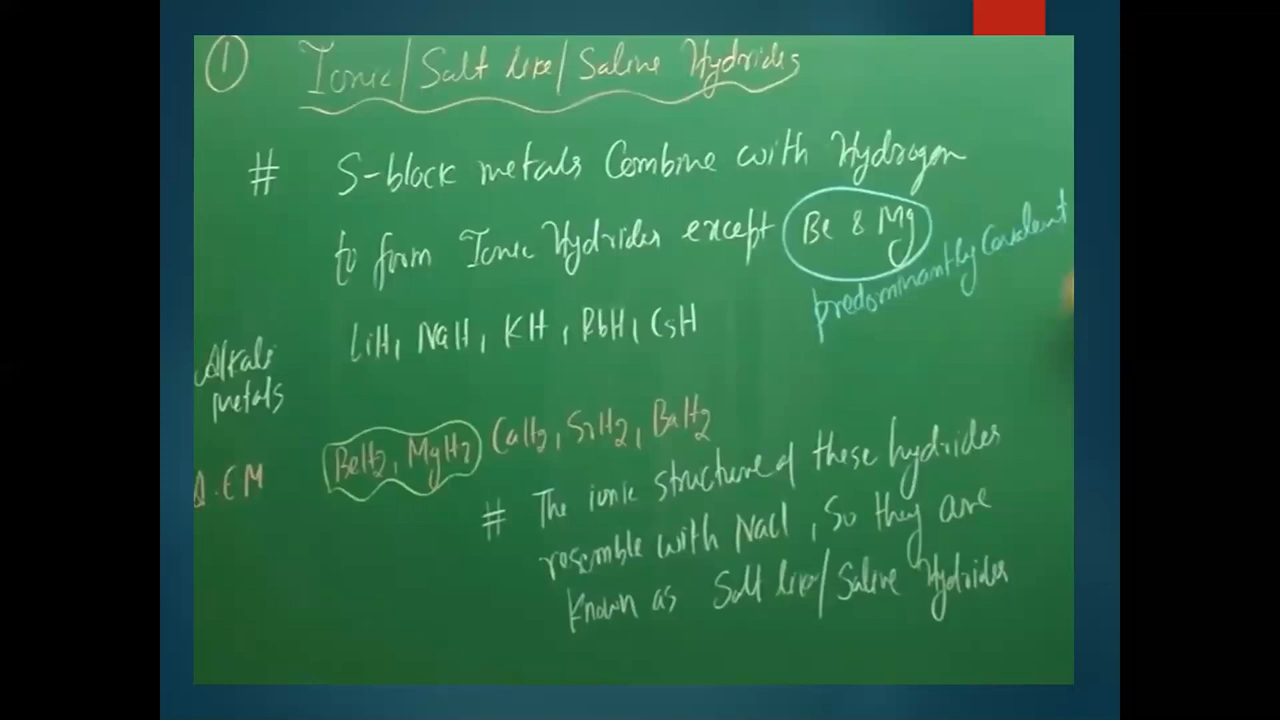 1 Ionic/Salt like/Saline Hydrides
# S-block metals Combine with Hydrogen
to form Ionic Hydrides except Be & Mg
predominantly Covalent
Alkali metals
LiH, NaH, KH, RbH, CsH
A.EM BeH2, MgH2 CaH2, SrH2, BaH2
# The ionic structure of these hydrides
resemble with NaCl, So they are
Known as Salt like/Saline Hydrides